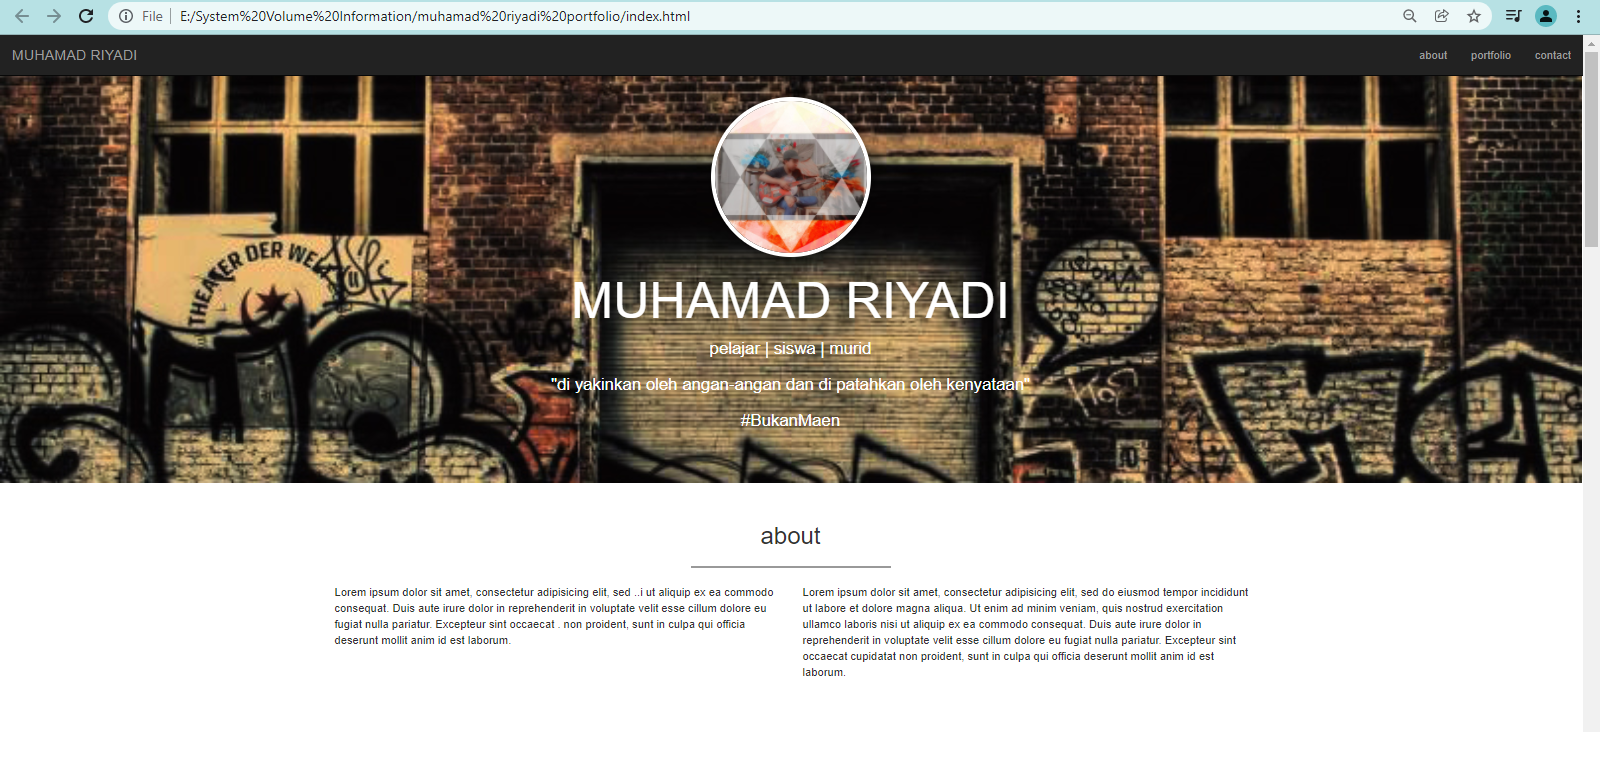 File
E:/System%20Volume%20Information/muhamad%20riyadi%20portfolio/index.html
MUHAMAD RIYADI
about portfolio contact
THEATER DER WELT
MUHAMAD RIYADI
pelajar | siswa | murid
"di yakinkan oleh angan-angan dan di patahkan oleh kenyataan"
#BukanMaen
about
Lorem ipsum dolor sit amet, consectetur adipisicing elit, sed ..i ut aliquip ex ea commodo
consequat. Duis aute irure dolor in reprehenderit in voluptate velit esse cillum dolore eu
fugiat nulla pariatur. Excepteur sint occaecat . non proident, sunt in culpa qui officia
deserunt mollit anim id est laborum.
Lorem ipsum dolor sit amet, consectetur adipisicing elit, sed do eiusmod tempor incididunt
ut labore et dolore magna aliqua. Ut enim ad minim veniam, quis nostrud exercitation
ullamco laboris nisi ut aliquip ex ea commodo consequat. Duis aute irure dolor in
reprehenderit in voluptate velit esse cillum dolore eu fugiat nulla pariatur. Excepteur sint
occaecat cupidatat non proident, sunt in culpa qui officia deserunt mollit anim id est
laborum.